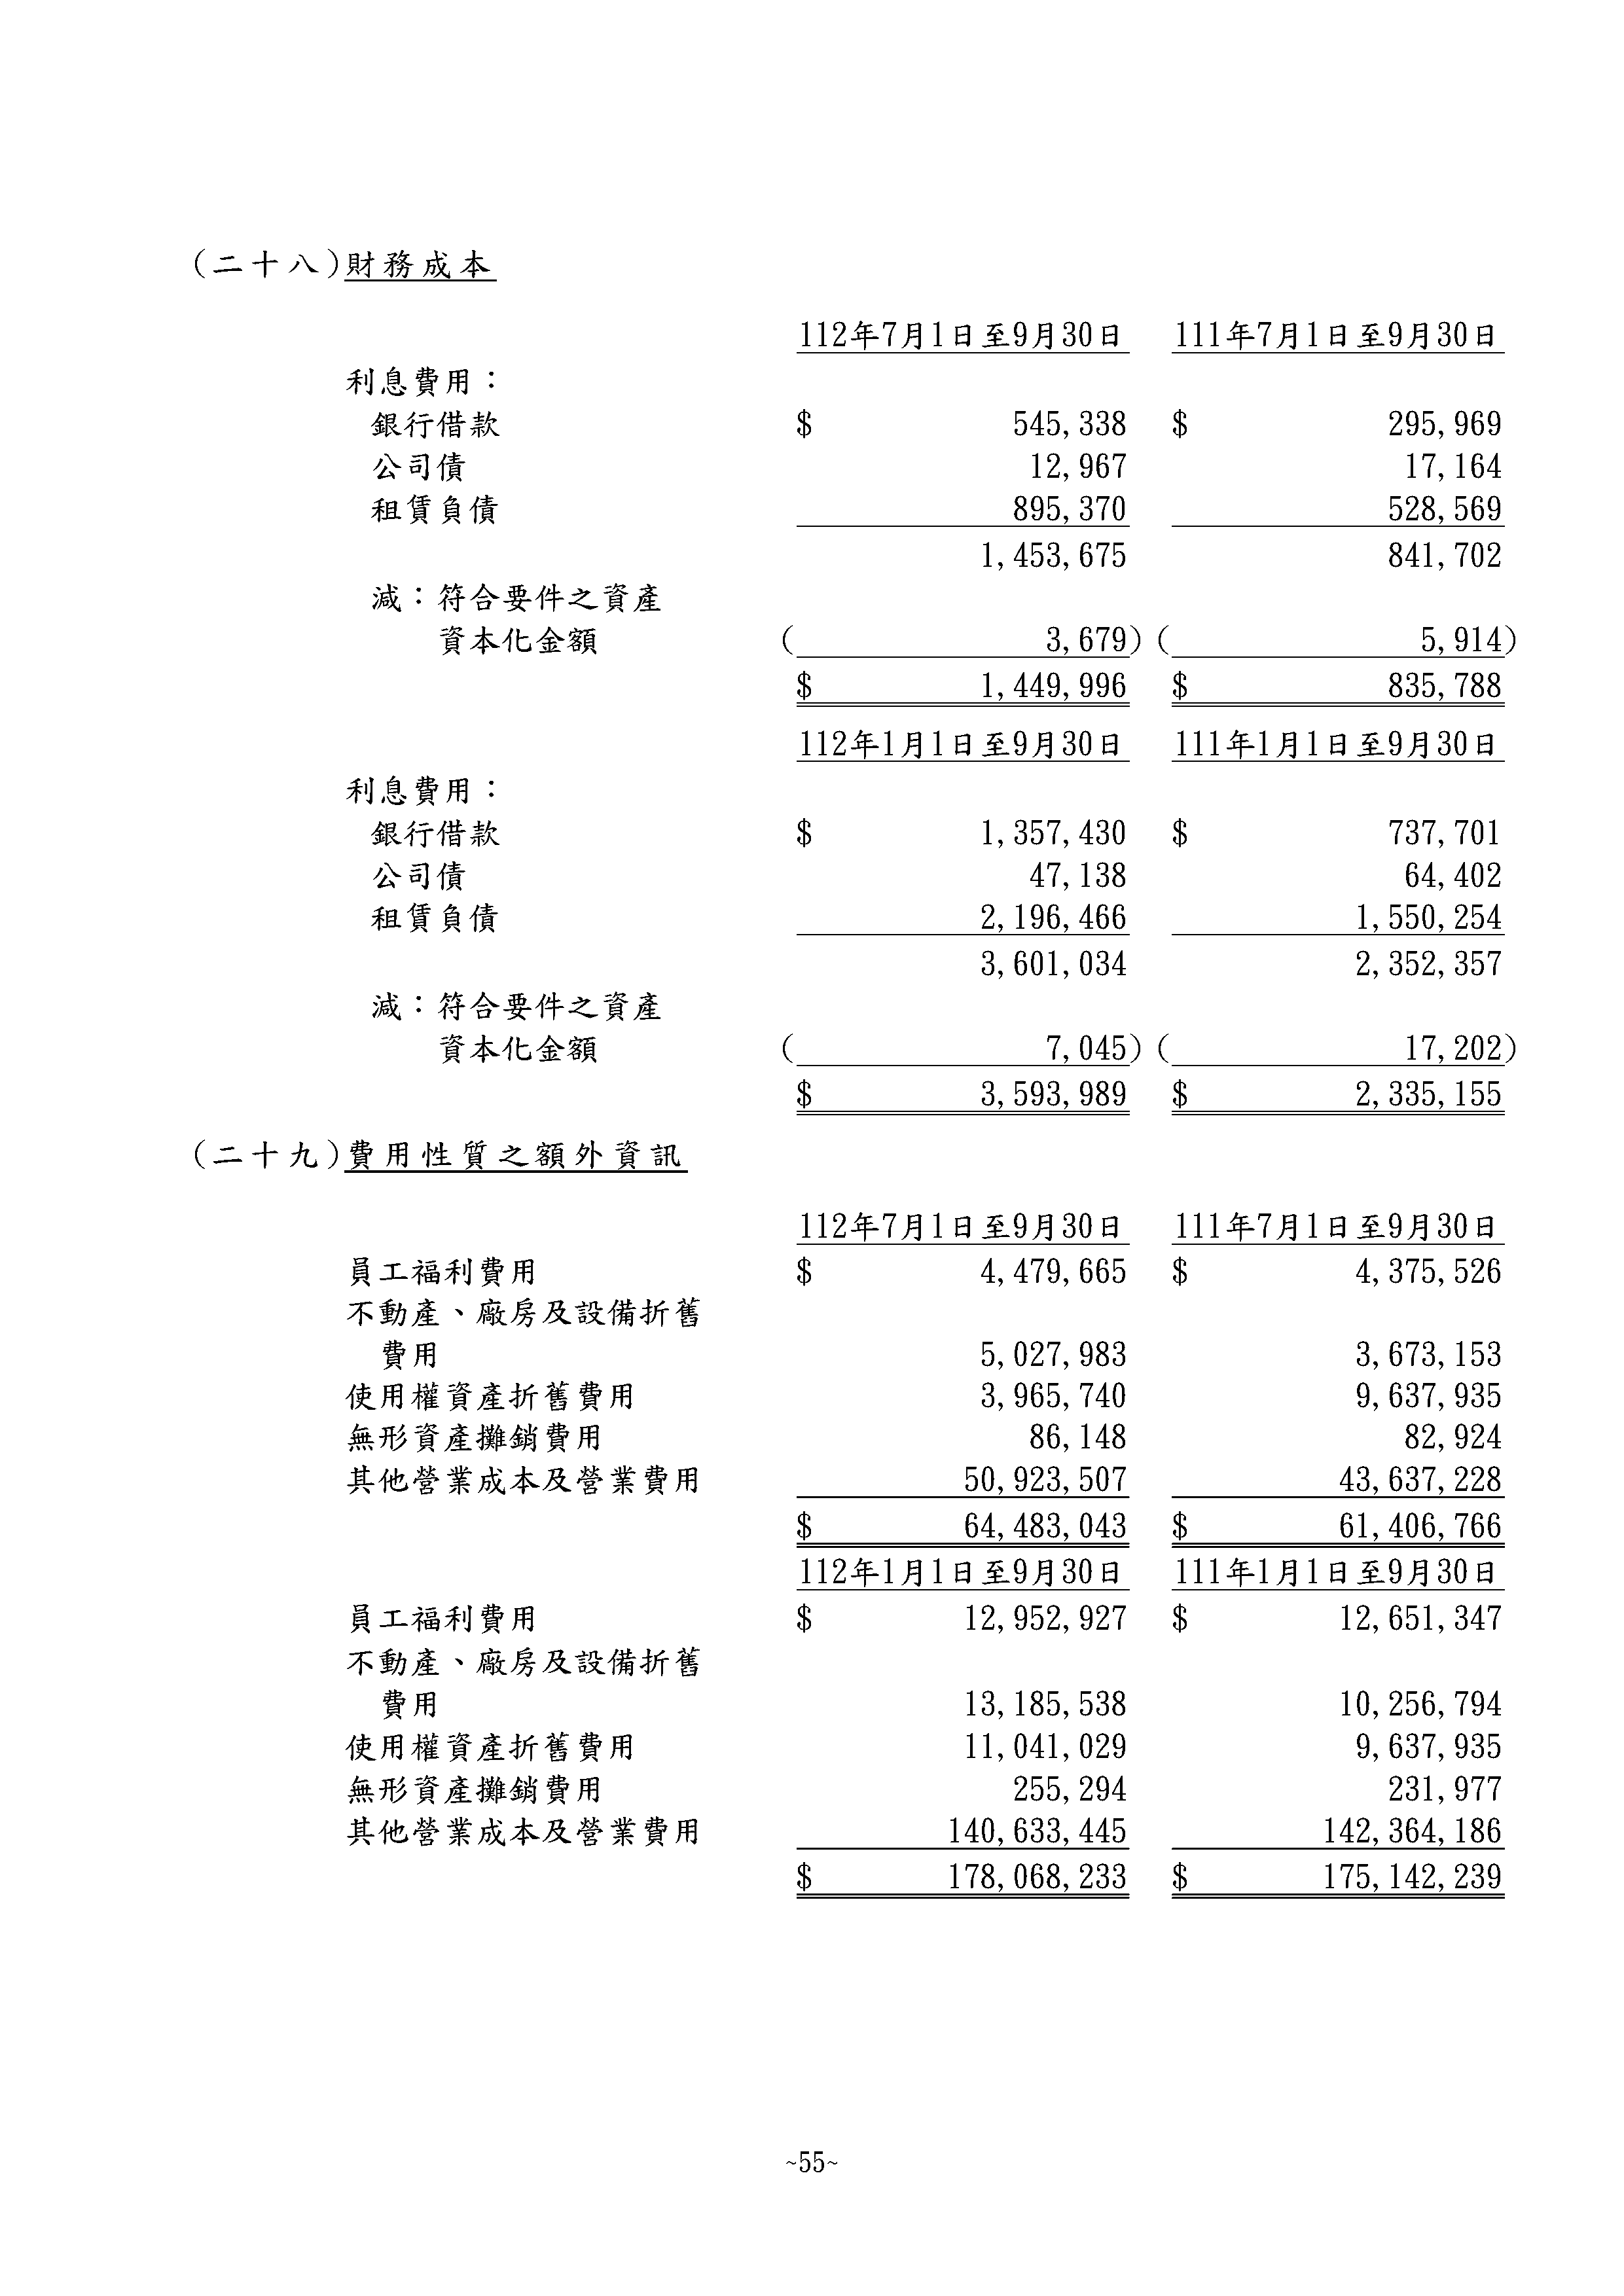 (二十八)財務成本
112年7月1日至9月30日 111年7月1日至9月30日
利息費用：
銀行借款 $ 545,338 $ 295,969
公司債 12,967 17,164
租賃負債 895,370 528,569
1,453,675 841,702
減：符合要件之資產
資本化金額 ( 3,679) ( 5,914)
$ 1,449,996 $ 835,788
112年1月1日至9月30日 111年1月1日至9月30日
利息費用：
銀行借款 $ 1,357,430 $ 737,701
公司債 47,138 64,402
租賃負債 2,196,466 1,550,254
3,601,034 2,352,357
減：符合要件之資產
資本化金額 ( 7,045) ( 17,202)
$ 3,593,989 $ 2,335,155
(二十九)費用性質之額外資訊
112年7月1日至9月30日 111年7月1日至9月30日
員工福利費用 $ 4,479,665 $ 4,375,526
不動產、廠房及設備折舊
費用 5,027,983 3,673,153
使用權資產折舊費用 3,965,740 9,637,935
無形資產攤銷費用 86,148 82,924
其他營業成本及營業費用 50,923,507 43,637,228
$ 64,483,043 $ 61,406,766
112年1月1日至9月30日 111年1月1日至9月30日
員工福利費用 $ 12,952,927 $ 12,651,347
不動產、廠房及設備折舊
費用 13,185,538 10,256,794
使用權資產折舊費用 11,041,029 9,637,935
無形資產攤銷費用 255,294 231,977
其他營業成本及營業費用 140,633,445 142,364,186
$ 178,068,233 $ 175,142,239
~55~